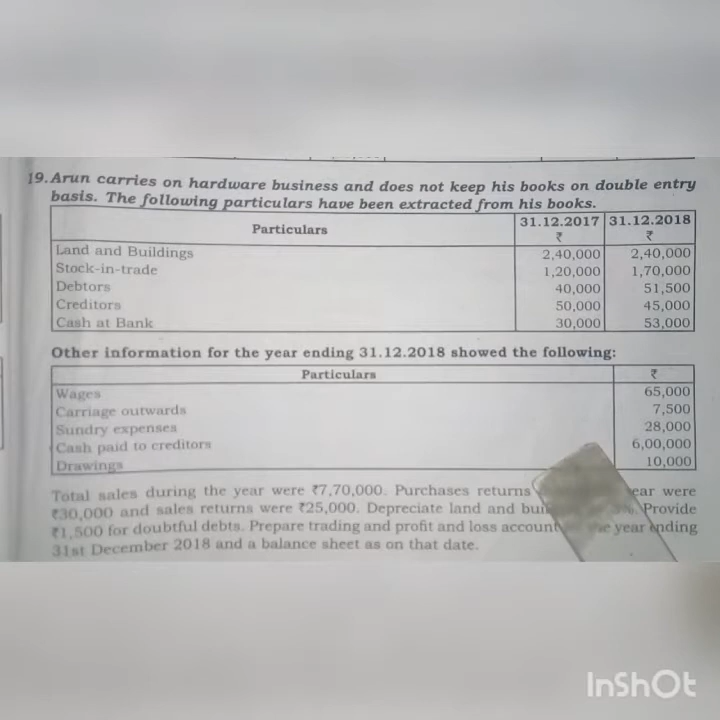 19. Arun carries on hardware business and does not keep his books on double entry
basis. The following particulars have been extracted from his books.
Particulars 31.12.2017 31.12.2018
₹ ₹
Land and Buildings 2,40,000 2,40,000
Stock-in-trade 1,20,000 1,70,000
Debtors 40,000 51,500
Creditors 50,000 45,000
Cash at Bank 30,000 53,000
Other information for the year ending 31.12.2018 showed the following:
Particulars ₹
Wages 65,000
Carriage outwards 7,500
Sundry expenses 28,000
Cash paid to creditors 6,00,000
Drawings 10,000
Total sales during the year were ₹7,70,000. Purchases returns ear were
₹30,000 and sales returns were ₹25,000. Depreciate land and bui Provide
₹1,500 for doubtful debts. Prepare trading and profit and loss account year ending
31st December 2018 and a balance sheet as on that date.
InShOt